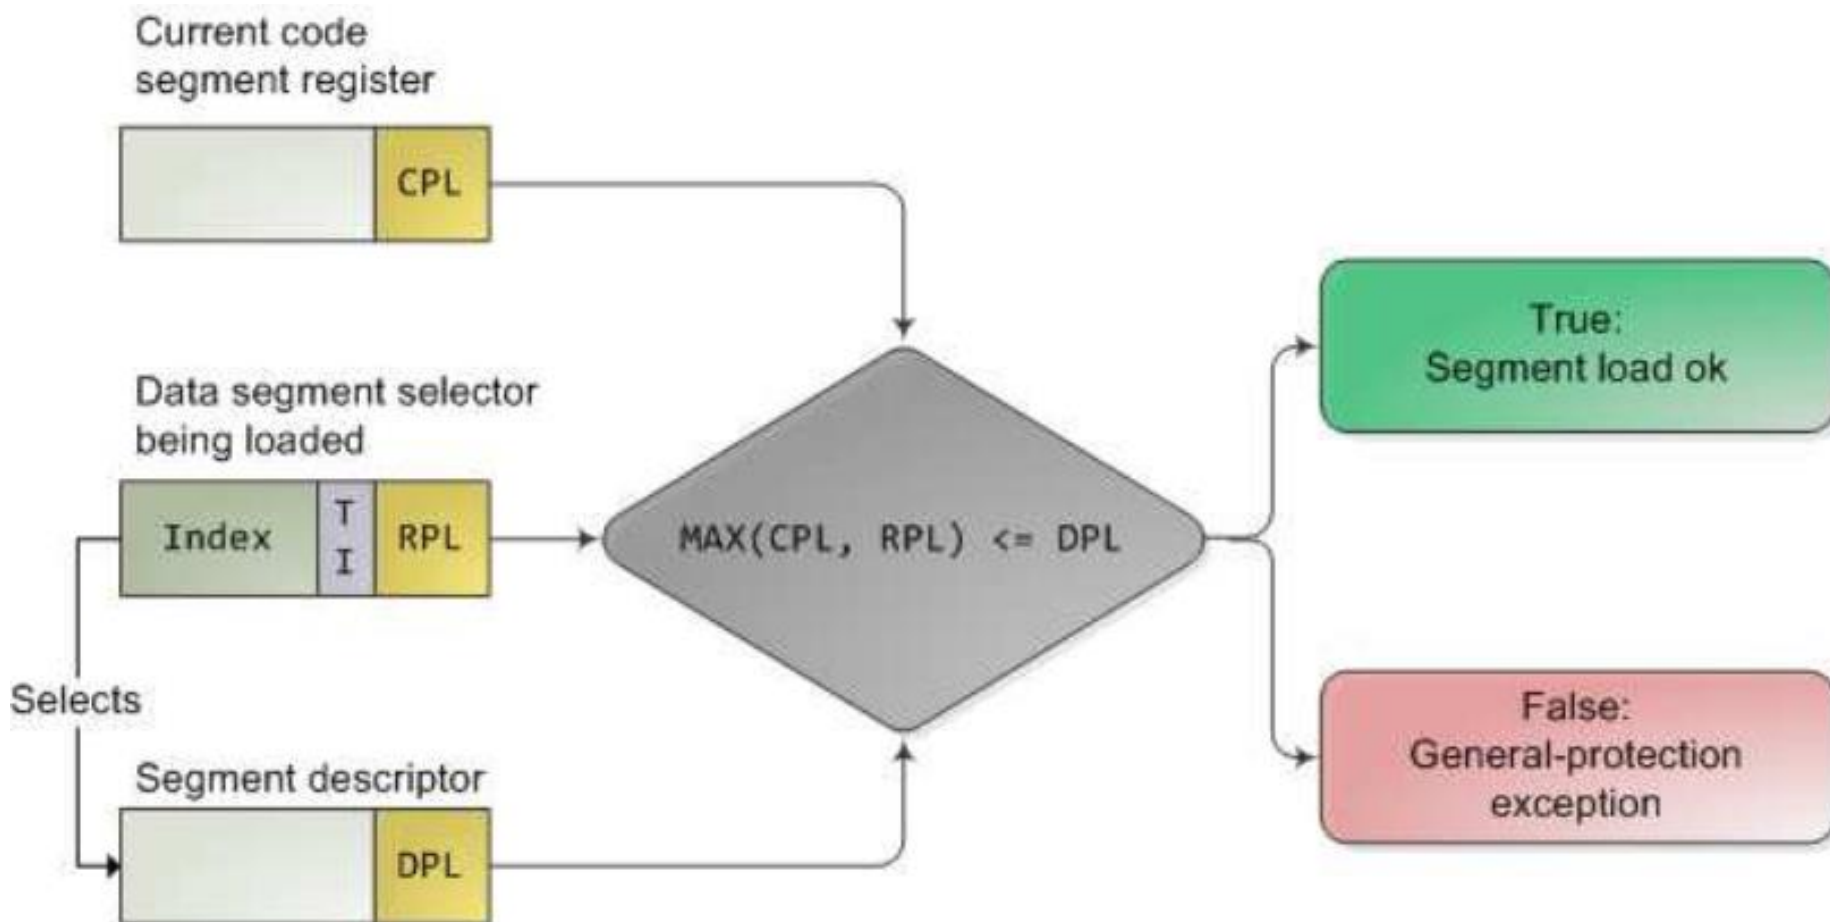 Current code
segment register
CPL
Data segment selector
being loaded
Index
T
I
RPL
Selects
Segment descriptor
DPL
MAX(CPL, RPL) <= DPL
True:
Segment load ok
False:
General-protection
exception